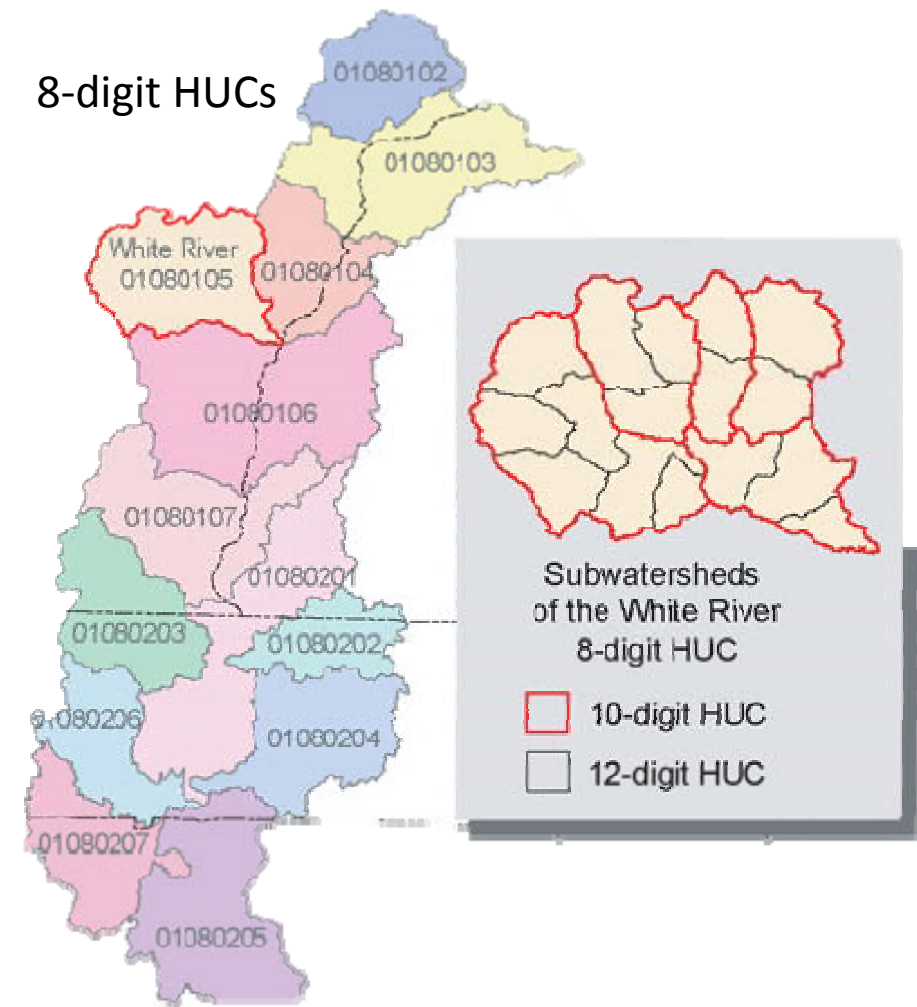 8-digit HUCs
01080102
01080103
White River
01080105
01080104
01080106
01080107
01080201
01080203
01080202
01080206
01080204
01080207
01080205
Subwatersheds
of the White River
8-digit HUC
10-digit HUC
12-digit HUC